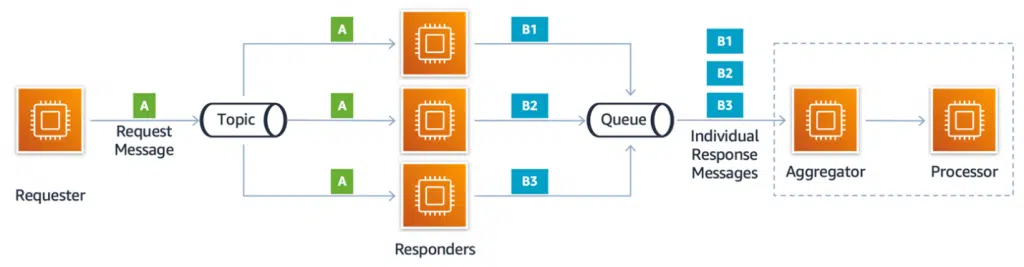 A
A
A
A
B1
B2
B3
B1
B2
B3
Topic
Queue
Request
Message
Individual
Response
Messages
Requester
Responders
Aggregator
Processor